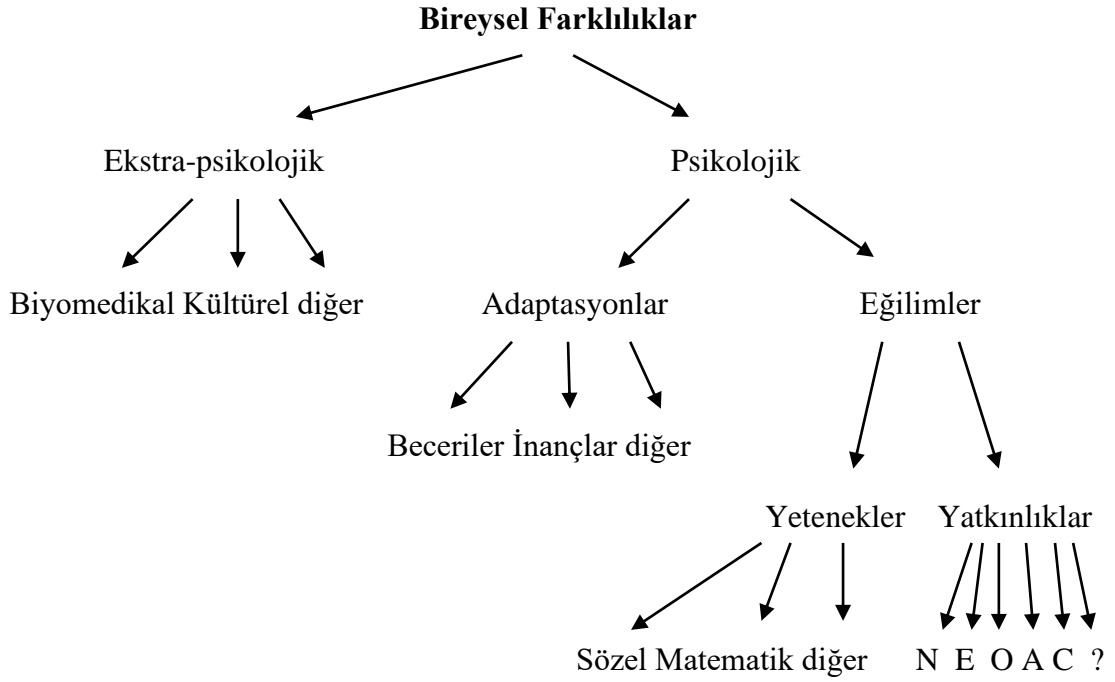 Bireysel Farklılıklar
Ekstra-psikolojik Psikolojik
Biyomedikal Kültürel diğer Adaptasyonlar Eğilimler
Beceriler İnançlar diğer
Yetenekler Yatkınlıklar
Sözel Matematik diğer N E O A C ?